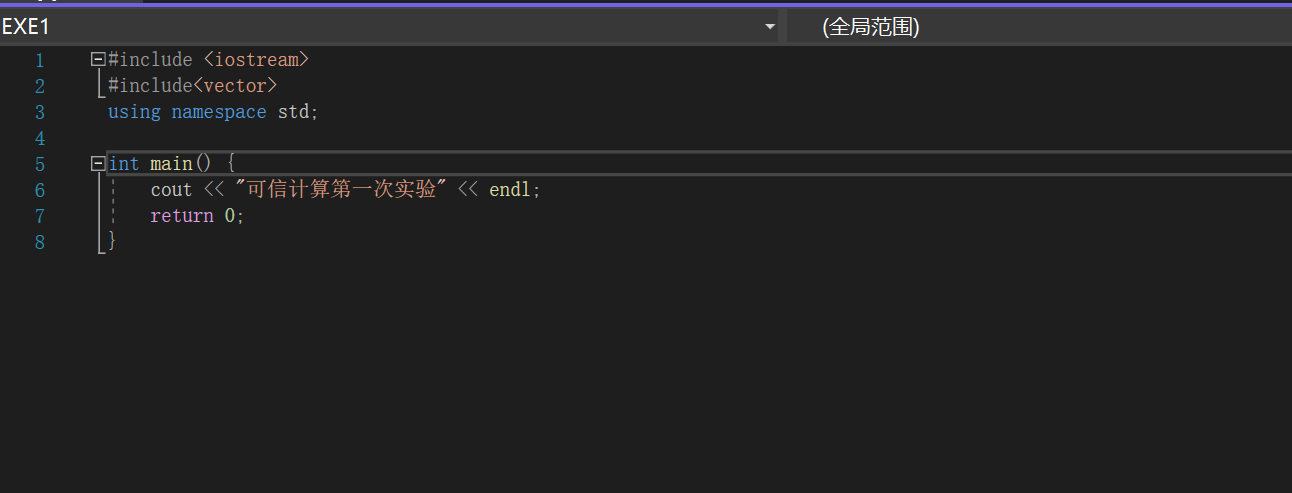 EXE1 (全局范围)
1 #include <iostream>
2 #include<vector>
3 using namespace std;
4
5 int main() {
6 cout << "可信计算第一次实验" << endl;
7 return 0;
8 }